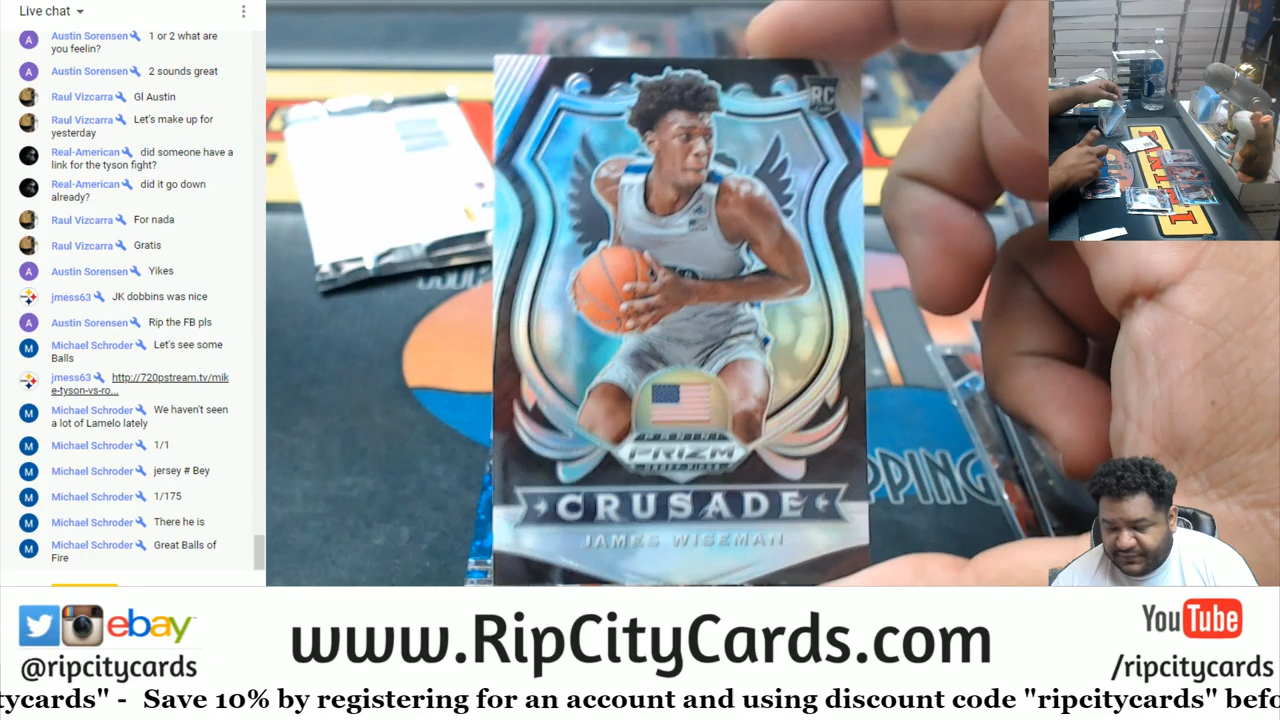 Live chat
A Austin Sorensen 1 or 2 what are
you feelin?
A Austin Sorensen 2 sounds great
Raul Vizcarra Gl Austin
Raul Vizcarra Let's make up for
yesterday
Real-American did someone have a
link for the tyson fight?
Real-American did it go down
already?
Raul Vizcarra For nada
Raul Vizcarra Gratis
A Austin Sorensen Yikes
jmess63 JK dobbins was nice
A Austin Sorensen Rip the FB pls
M Michael Schroder Let's see some
Balls
jmess63 http://720pstream.tv/mik
e-tyson-vs-ro...
M Michael Schroder We haven't seen
a lot of Lamelo lately
M Michael Schroder 1/1
M Michael Schroder jersey # Bey
M Michael Schroder 1/175
M Michael Schroder There he is
M Michael Schroder Great Balls of
Fire
RC
PANINI
PRIZM
DRAFT PICKS
CRUSADE
JAMES WISEMAN
PPING
PANINI
ebay
@ripcitycards
www.RipCityCards.com
YouTube
/ripcitycards
tycards" - Save 10% by registering for an account and using discount code "ripcitycards" befo